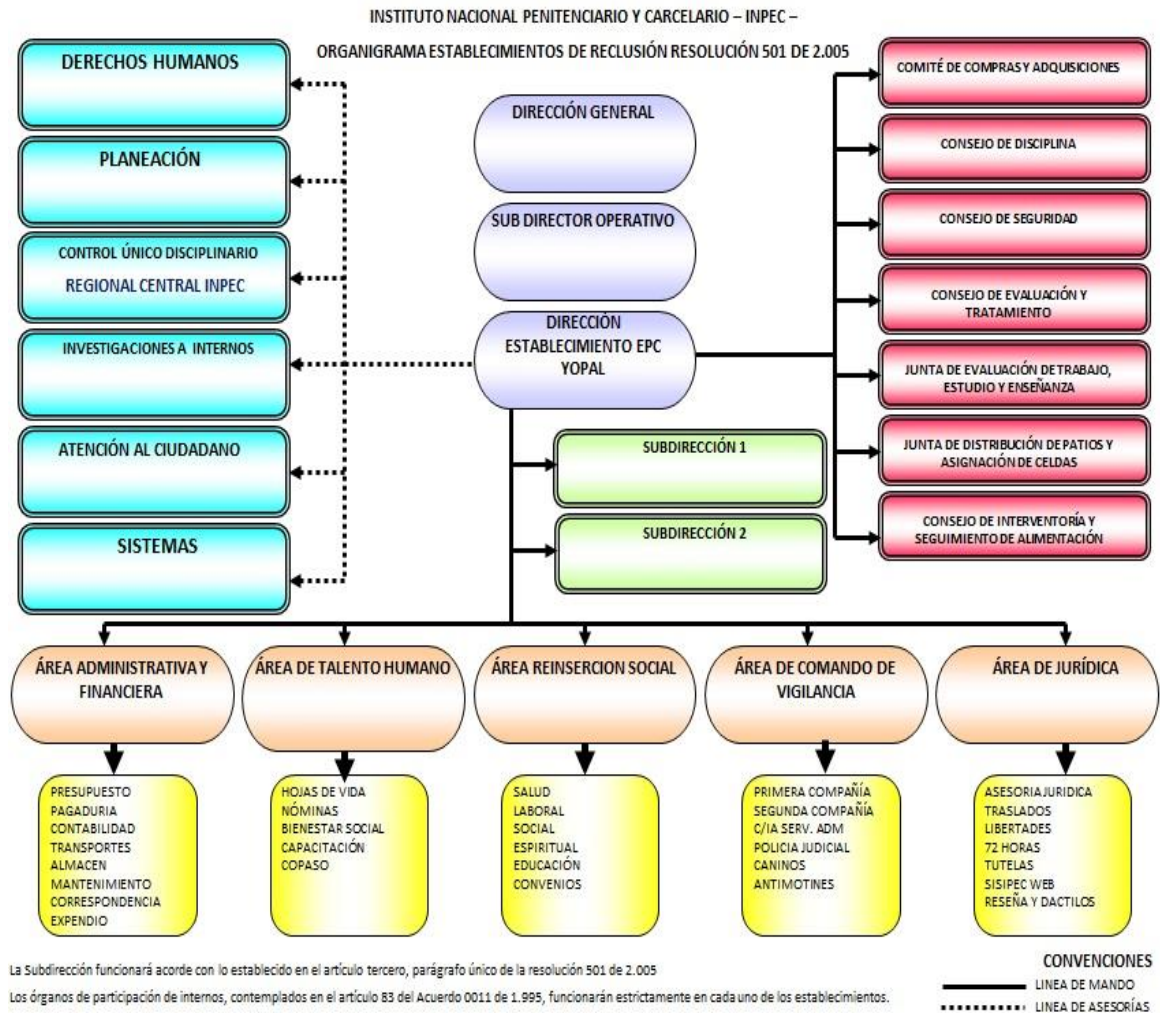 INSTITUTO NACIONAL PENITENCIARIO Y CARCELARIO – INPEC –
ORGANIGRAMA ESTABLECIMIENTOS DE RECLUSIÓN RESOLUCIÓN 501 DE 2.005
DERECHOS HUMANOS
PLANEACIÓN
CONTROL ÚNICO DISCIPLINARIO
REGIONAL CENTRAL INPEC
INVESTIGACIONES A INTERNOS
ATENCIÓN AL CIUDADANO
SISTEMAS
DIRECCIÓN GENERAL
SUB DIRECTOR OPERATIVO
DIRECCIÓN
ESTABLECIMIENTO EPC
YOPAL
SUBDIRECCIÓN 1
SUBDIRECCIÓN 2
COMITÉ DE COMPRAS Y ADQUISICIONES
CONSEJO DE DISCIPLINA
CONSEJO DE SEGURIDAD
CONSEJO DE EVALUACIÓN Y
TRATAMIENTO
JUNTA DE EVALUACIÓN DE TRABAJO,
ESTUDIO Y ENSEÑANZA
JUNTA DE DISTRIBUCIÓN DE PATIOS Y
ASIGNACIÓN DE CELDAS
CONSEJO DE INTERVENTORÍA Y
SEGUIMIENTO DE ALIMENTACIÓN
ÁREA ADMINISTRATIVA Y
FINANCIERA
PRESUPUESTO
PAGADURIA
CONTABILIDAD
TRANSPORTES
ALMACEN
MANTENIMIENTO
CORRESPONDENCIA
EXPENDIO
ÁREA DE TALENTO HUMANO
HOJAS DE VIDA
NÓMINAS
BIENESTAR SOCIAL
CAPACITACIÓN
COPASO
ÁREA REINSERCION SOCIAL
SALUD
LABORAL
SOCIAL
ESPIRITUAL
EDUCACIÓN
CONVENIOS
ÁREA DE COMANDO DE
VIGILANCIA
PRIMERA COMPAÑÍA
SEGUNDA COMPAÑÍA
C/IA SERV. ADM
POLICIA JUDICIAL
CANINOS
ANTIMOTINES
ÁREA DE JURÍDICA
ASESORIA JURIDICA
TRASLADOS
LIBERTADES
72 HORAS
TUTELAS
SISIPEC WEB
RESEÑA Y DACTILOS
La Subdirección funcionará acorde con lo establecido en el artículo tercero, parágrafo único de la resolución 501 de 2.005
Los órganos de participación de internos, contemplados en el artículo 83 del Acuerdo 0011 de 1.995, funcionarán estrictamente en cada uno de los establecimientos.
CONVENCIONES
LINEA DE MANDO
LINEA DE ASESORÍAS